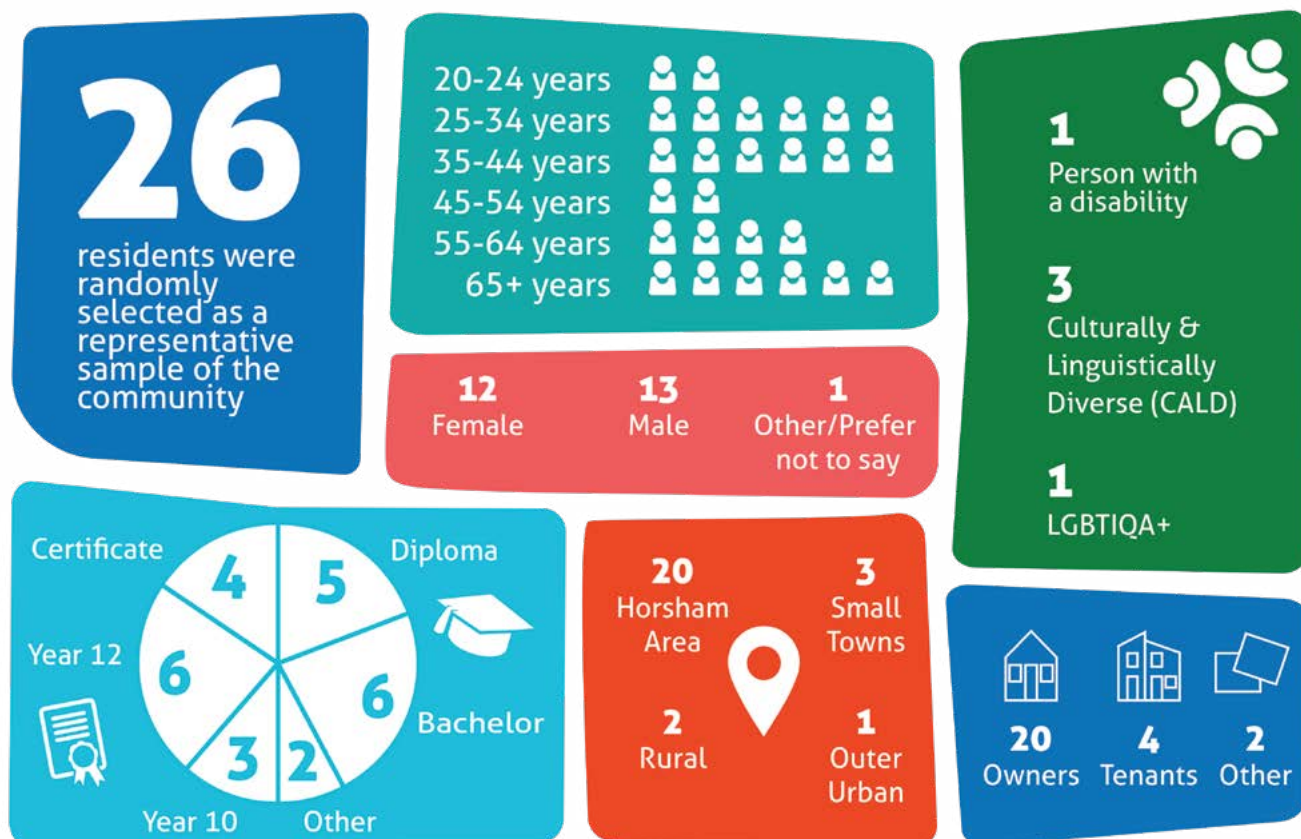 26
residents were
randomly
selected as a
representative
sample of the
community
20-24 years
25-34 years
35-44 years
45-54 years
55-64 years
65+ years
12
Female
13
Male
1
Other/Prefer
not to say
1
Person with
a disability
3
Culturally &
Linguistically
Diverse (CALD)
1
LGBTIQA+
Certificate
4
5
Diploma
Year 12
6
6
Bachelor
3
2
Year 10
Other
20
Horsham
Area
3
Small
Towns
2
Rural
1
Outer
Urban
20
Owners
4
Tenants
2
Other